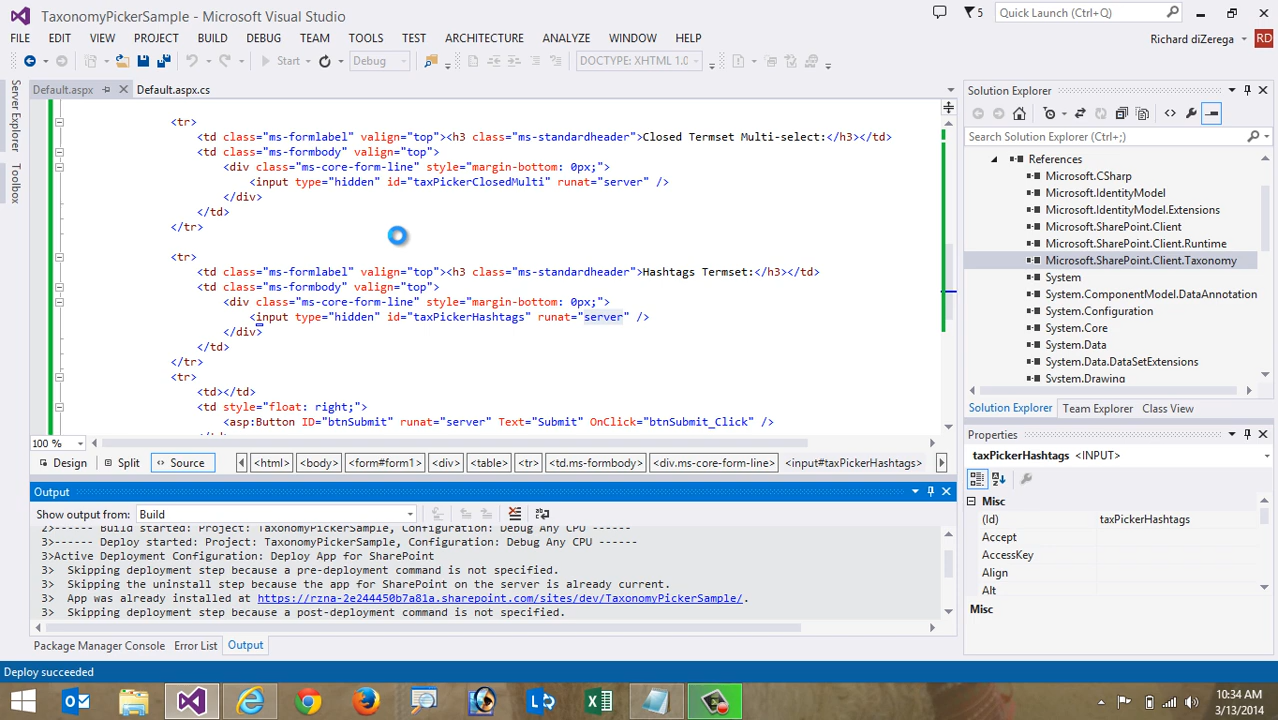 TaxonomyPickerSample - Microsoft Visual Studio
5
Quick Launch (Ctrl+Q)
FILE EDIT VIEW PROJECT BUILD DEBUG TEAM TOOLS TEST ARCHITECTURE ANALYZE WINDOW HELP
Richard diZerega
RD
Start Debug DOCTYPE: XHTML 1.0
Server Explorer
Toolbox
Default.aspx Default.aspx.cs
<tr>
<td class="ms-formlabel" valign="top"><h3 class="ms-standardheader">Closed Termset Multi-select:</h3></td>
<td class="ms-formbody" valign="top">
<div class="ms-core-form-line" style="margin-bottom: 0px;">
<input type="hidden" id="taxPickerClosedMulti" runat="server" />
</div>
</td>
</tr>
<tr>
<td class="ms-formlabel" valign="top"><h3 class="ms-standardheader">Hashtags Termset:</h3></td>
<td class="ms-formbody" valign="top">
<div class="ms-core-form-line" style="margin-bottom: 0px;">
<input type="hidden" id="taxPickerHashtags" runat="server" />
</div>
</td>
</tr>
<tr>
<td></td>
<td style="float: right;">
<asp:Button ID="btnSubmit" runat="server" Text="Submit" OnClick="btnSubmit_Click" />
100 %
Design Split Source <html> <body> <form#form1> <div> <table> <tr> <td.ms-formbody> <div.ms-core-form-line> <input#taxPickerHashtags>
Output
Show output from: Build
2>------ Build started: Project: TaxonomyPickerSample, Configuration: Debug Any CPU ------
3>------ Deploy started: Project: TaxonomyPickerSample, Configuration: Debug Any CPU ------
3>Active Deployment Configuration: Deploy App for SharePoint
3>  Skipping deployment step because a pre-deployment command is not specified.
3>  Skipping the uninstall step because the app for SharePoint on the server is already current.
3>  App was already installed at https://rzna-2e244450b7a81a.sharepoint.com/sites/dev/TaxonomyPickerSample/.
3>  Skipping deployment step because a post-deployment command is not specified.
Package Manager Console Error List Output
Deploy succeeded
Solution Explorer
Search Solution Explorer (Ctrl+;)
References
Microsoft.CSharp
Microsoft.IdentityModel
Microsoft.IdentityModel.Extensions
Microsoft.SharePoint.Client
Microsoft.SharePoint.Client.Runtime
Microsoft.SharePoint.Client.Taxonomy
System
System.ComponentModel.DataAnnotation
System.Configuration
System.Core
System.Data
System.Data.DataSetExtensions
System.Drawing
Solution Explorer Team Explorer Class View
Properties
taxPickerHashtags <INPUT>
Misc
(Id) taxPickerHashtags
Accept
AccessKey
Align
Alt
Misc
10:34 AM
3/13/2014